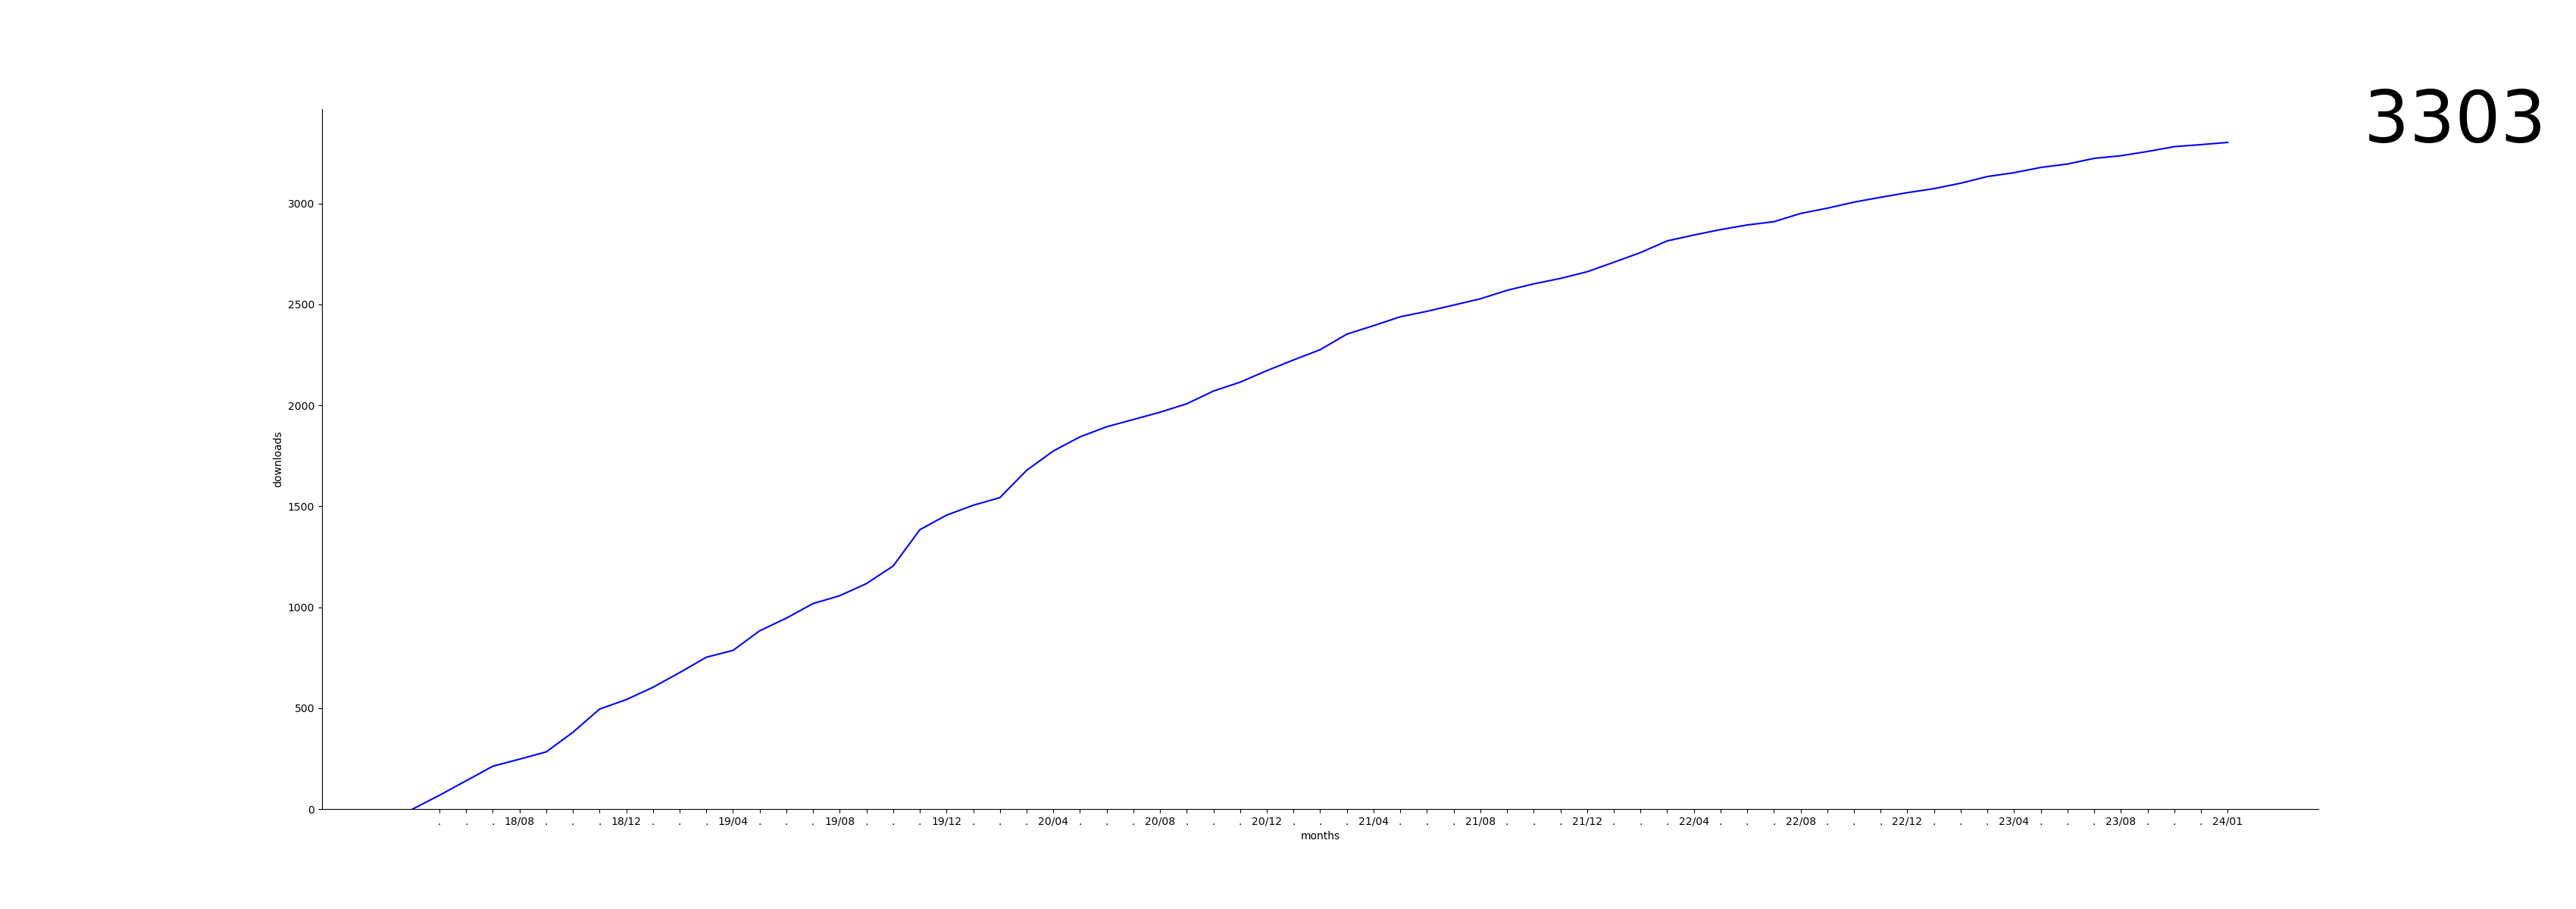 3303
3000
2500
2000
1500
1000
500
0
downloads
. . . 18/08 . . . 18/12 . . . 19/04 . . . 19/08 . . . 19/12 . . . 20/04 . . . 20/08 . . . 20/12 . . . 21/04 . . . 21/08 . . . 21/12 . . . 22/04 . . . 22/08 . . . 22/12 . . . 23/04 . . . 23/08 . . . 24/01
months